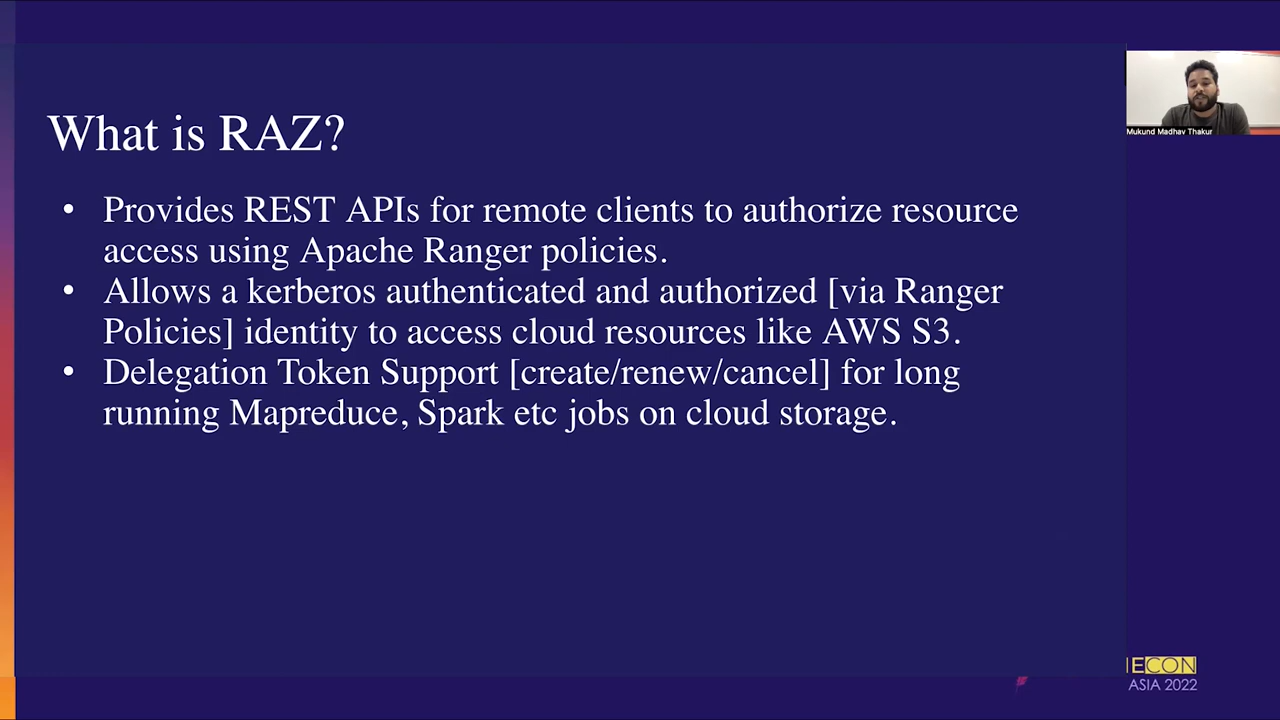 What is RAZ?
• Provides REST APIs for remote clients to authorize resource
access using Apache Ranger policies.
• Allows a kerberos authenticated and authorized [via Ranger
Policies] identity to access cloud resources like AWS S3.
• Delegation Token Support [create/renew/cancel] for long
running Mapreduce, Spark etc jobs on cloud storage.
Mukund Madhav Thakur
ECON
ASIA 2022